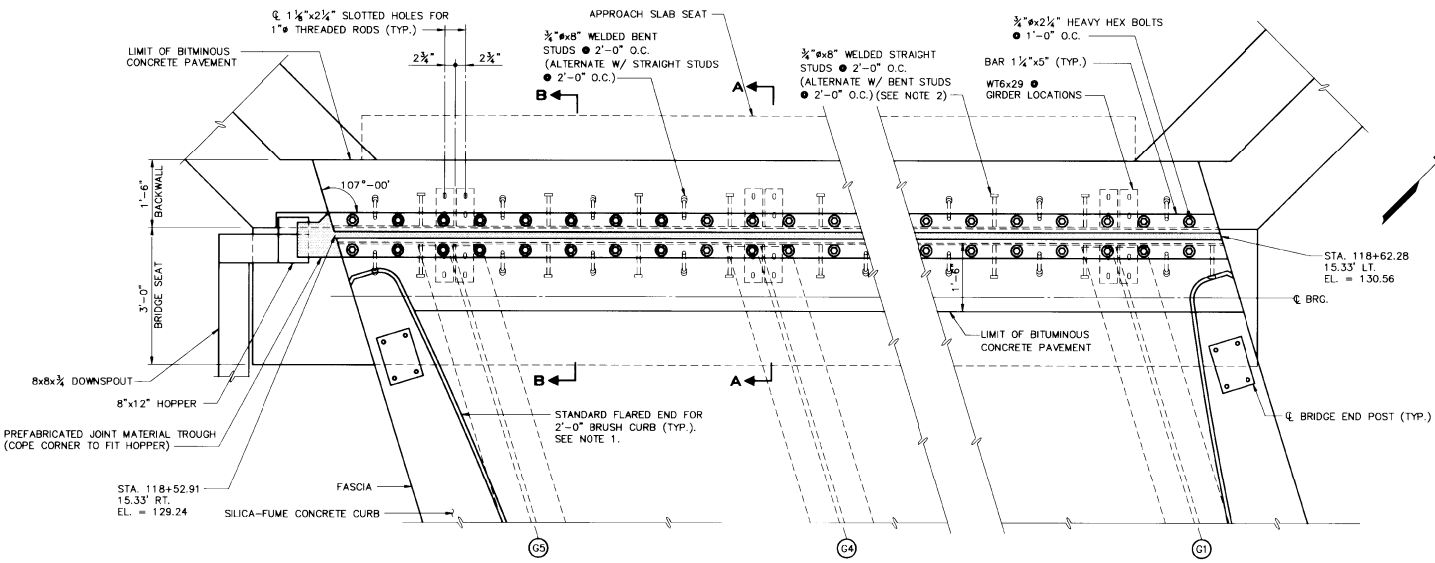 ℄ 1⅛"x2¼" SLOTTED HOLES FOR
1"ø THREADED RODS (TYP.)
APPROACH SLAB SEAT
¾"øx2¼" HEAVY HEX BOLTS
@ 1'-0" O.C.
LIMIT OF BITMINOUS
CONCRETE PAVEMENT
2¾"
2¾"
¾"øx8" WELDED BENT
STUDS @ 2'-0" O.C.
(ALTERNATE W/ STRAIGHT STUDS
@ 2'-0" O.C.)
¾"øx8" WELDED STRAIGHT
STUDS @ 2'-0" O.C.
(ALTERNATE W/ BENT STUDS
@ 2'-0" O.C.) (SEE NOTE 2)
BAR 1¼"x5" (TYP.)
WT6x29 @
GIRDER LOCATIONS
B
A
1'-6"
BACKWALL
107°-00'
3'-0"
BRIDGE SEAT
1'-6"
STA. 118+62.28
15.33' LT.
EL. = 130.56
℄ BRG.
LIMIT OF BITUMINOUS
CONCRETE PAVEMENT
8x8x¾ DOWNSPOUT
8"x12" HOPPER
B
A
PREFABRICATED JOINT MATERIAL TROUGH
(COPE CORNER TO FIT HOPPER)
STANDARD FLARED END FOR
2'-0" BRUSH CURB (TYP.).
SEE NOTE 1.
℄ BRIDGE END POST (TYP.)
STA. 118+52.91
15.33' RT.
EL. = 129.24
FASCIA
SILICA-FUME CONCRETE CURB
G5
G4
G1